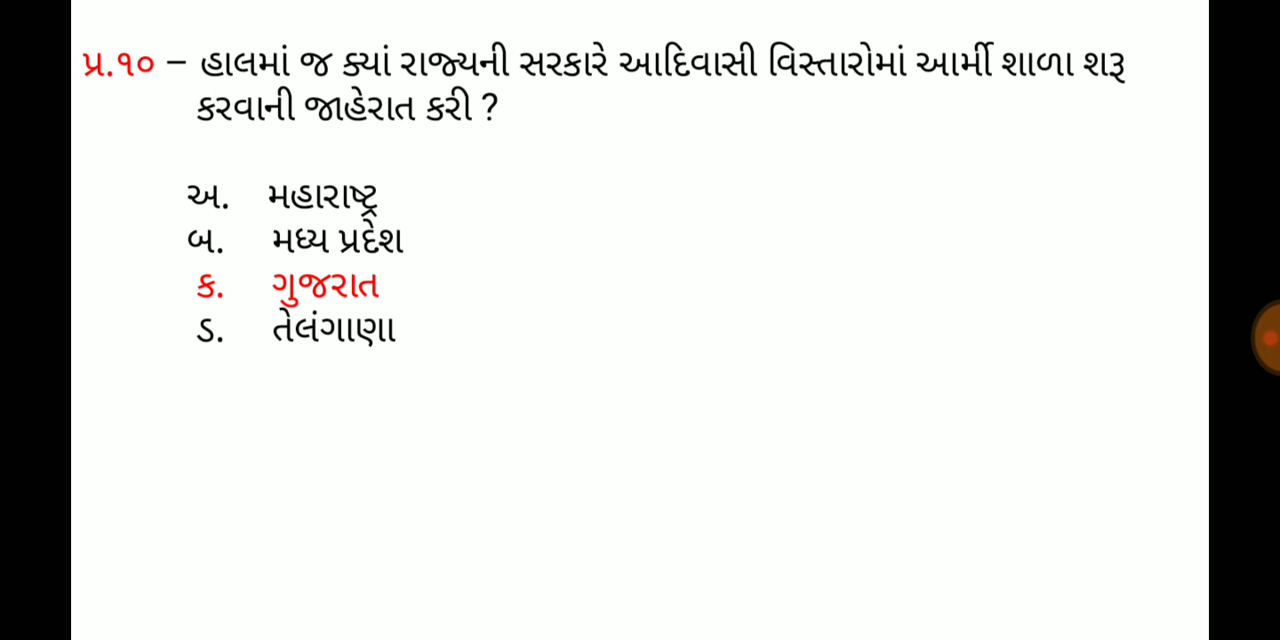 પ્ર.૧૦ – હાલમાં જ ક્યાં રાજ્યની સરકારે આદિવાસી વિસ્તારોમાં આર્મી શાળા શરૂ
કરવાની જાહેરાત કરી ?
અ. મહારાષ્ટ્ર
બ. મધ્ય પ્રદેશ
ક. ગુજરાત
ડ. તેલંગાણા